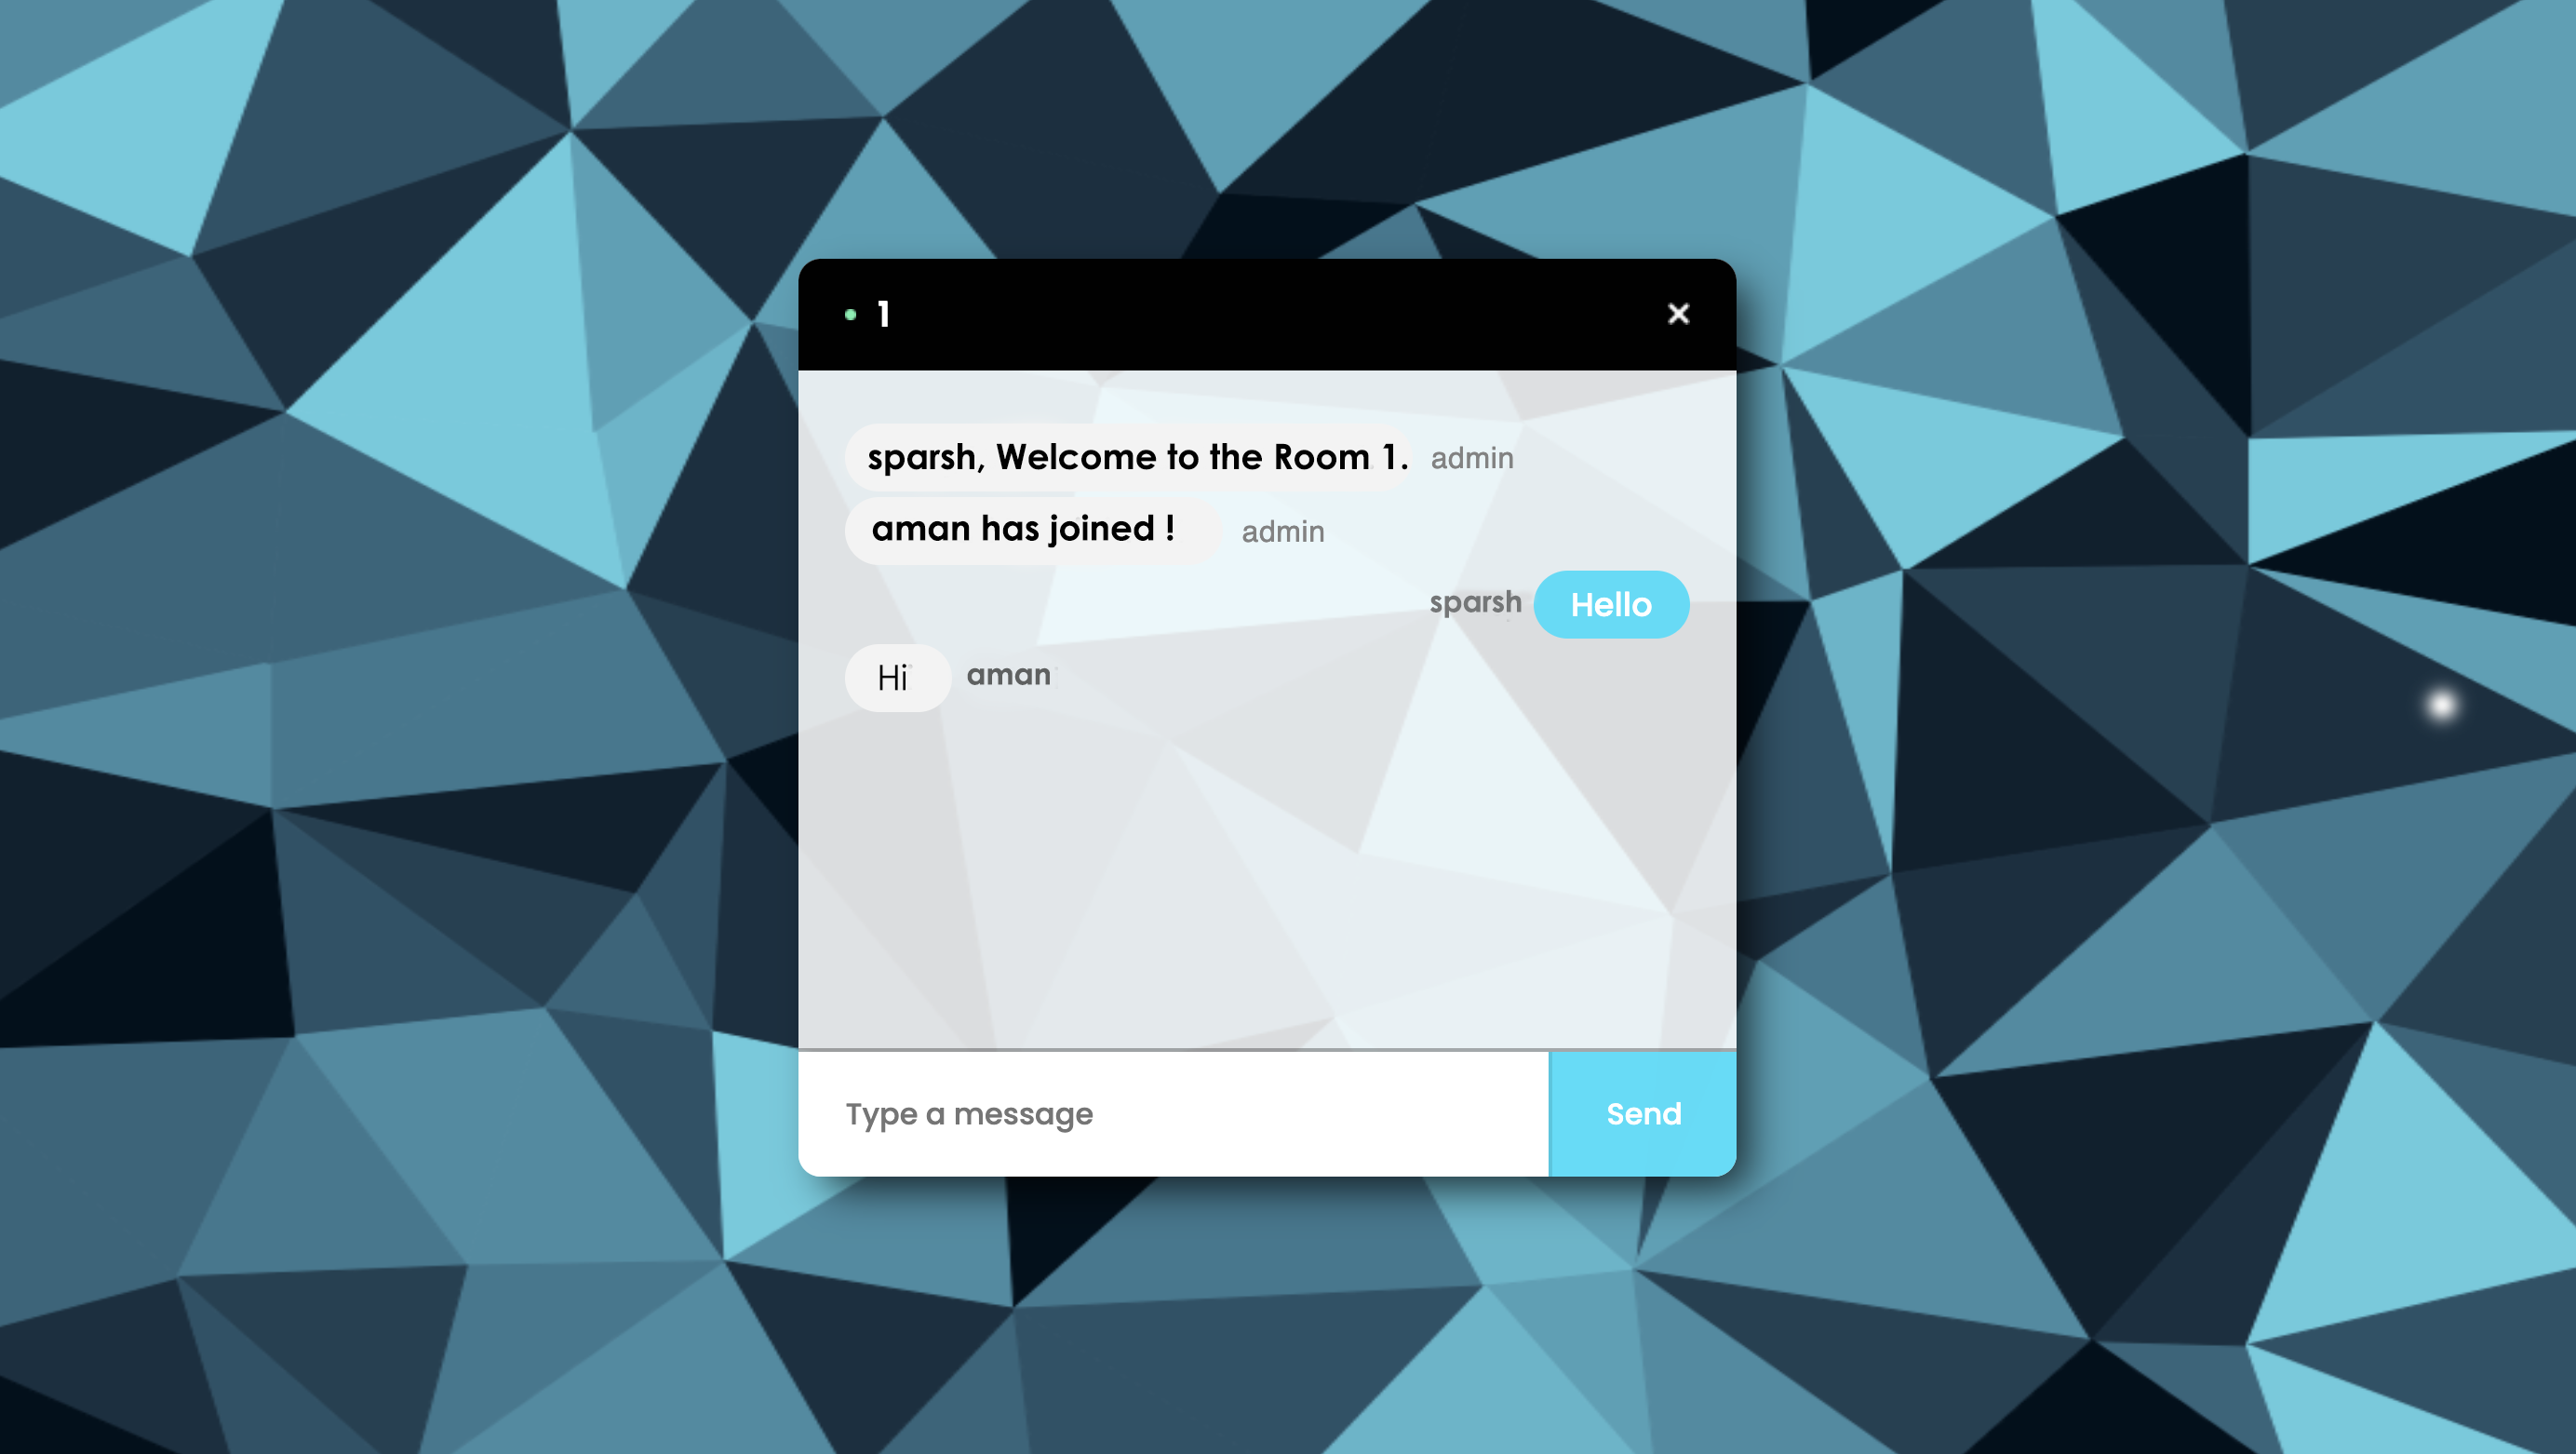 1
sparsh, Welcome to the Room 1. admin
aman has joined ! admin
sparsh Hello
Hi aman
Type a message Send